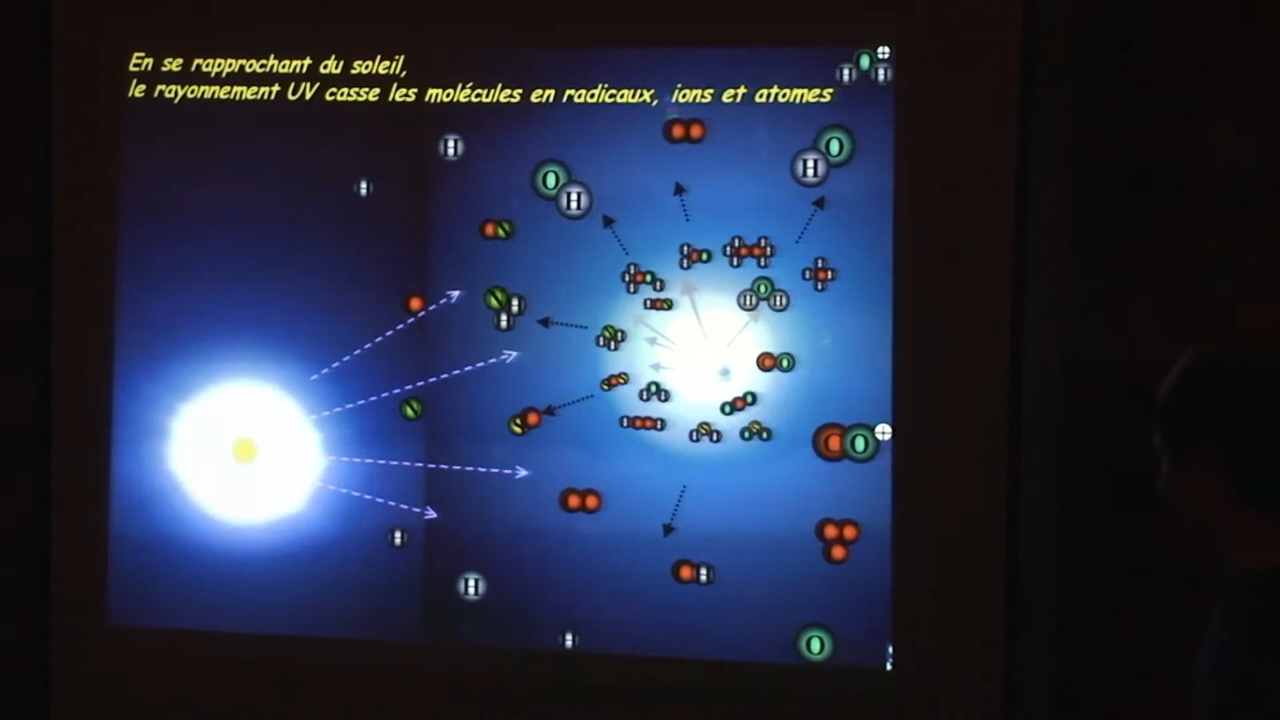 En se rapprochant du soleil,
le rayonnement UV casse les molécules en radicaux, ions et atomes
O
H H
H
O
H
O
H
H
O
H H
C O
H
O